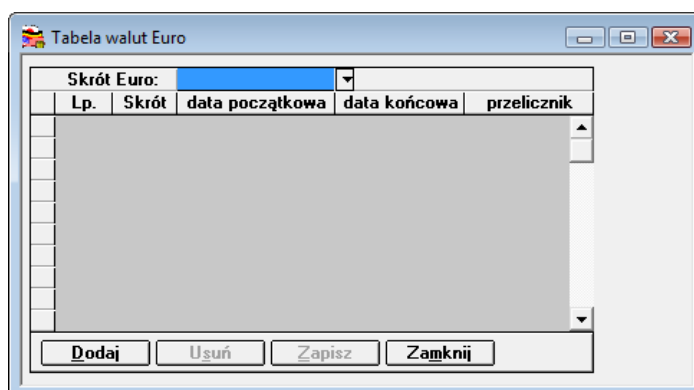 Tabela walut Euro
Skrót Euro:
Lp. Skrót data początkowa data końcowa przelicznik
Dodaj Usuń Zapisz Zamknij